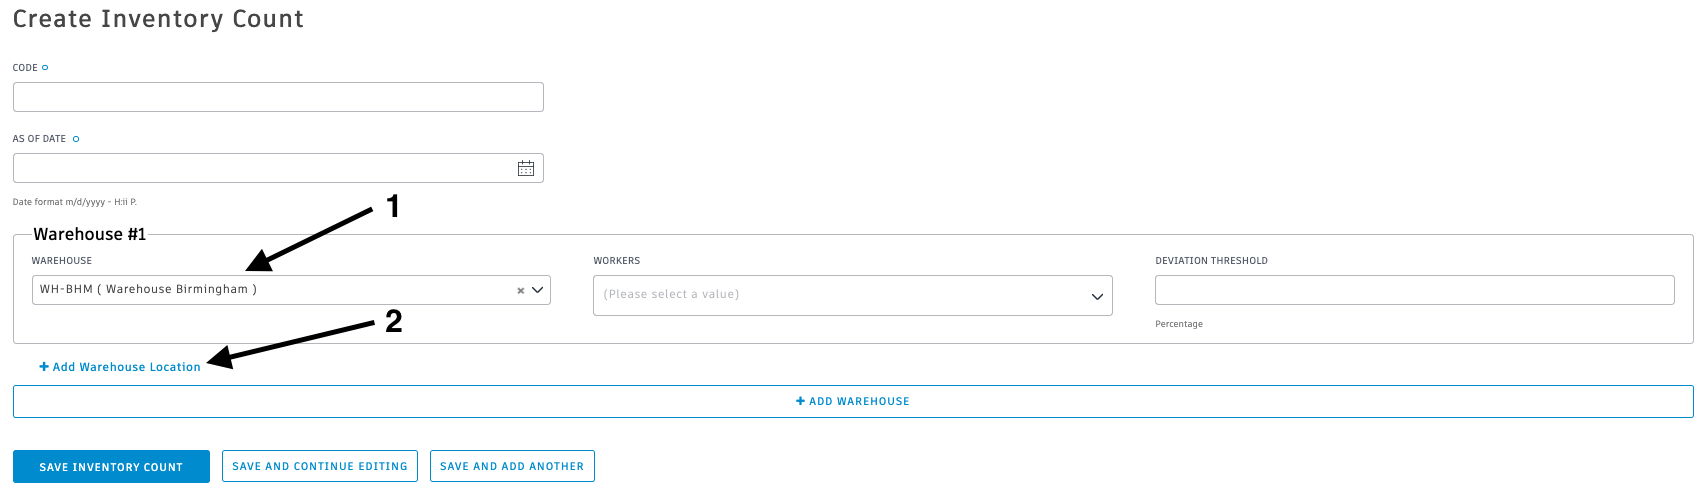 Create Inventory Count
CODE
AS OF DATE
Date format m/d/yyyy - H:ii P.
1
Warehouse #1
WAREHOUSE
WORKERS
DEVIATION THRESHOLD
WH-BHM ( Warehouse Birmingham )
(Please select a value)
Percentage
2
+ Add Warehouse Location
+ ADD WAREHOUSE
SAVE INVENTORY COUNT
SAVE AND CONTINUE EDITING
SAVE AND ADD ANOTHER